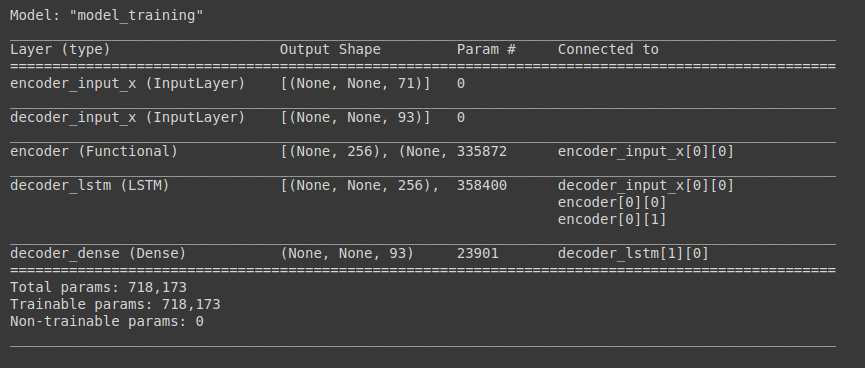 Model: "model_training"
Layer (type) Output Shape Param # Connected to
encoder_input_x (InputLayer) [(None, None, 71)] 0
decoder_input_x (InputLayer) [(None, None, 93)] 0
encoder (Functional) [(None, 256), (None, 335872 encoder_input_x[0][0]
decoder_lstm (LSTM) [(None, None, 256), 358400 decoder_input_x[0][0]
encoder[0][0]
encoder[0][1]
decoder_dense (Dense) (None, None, 93) 23901 decoder_lstm[1][0]
Total params: 718,173
Trainable params: 718,173
Non-trainable params: 0